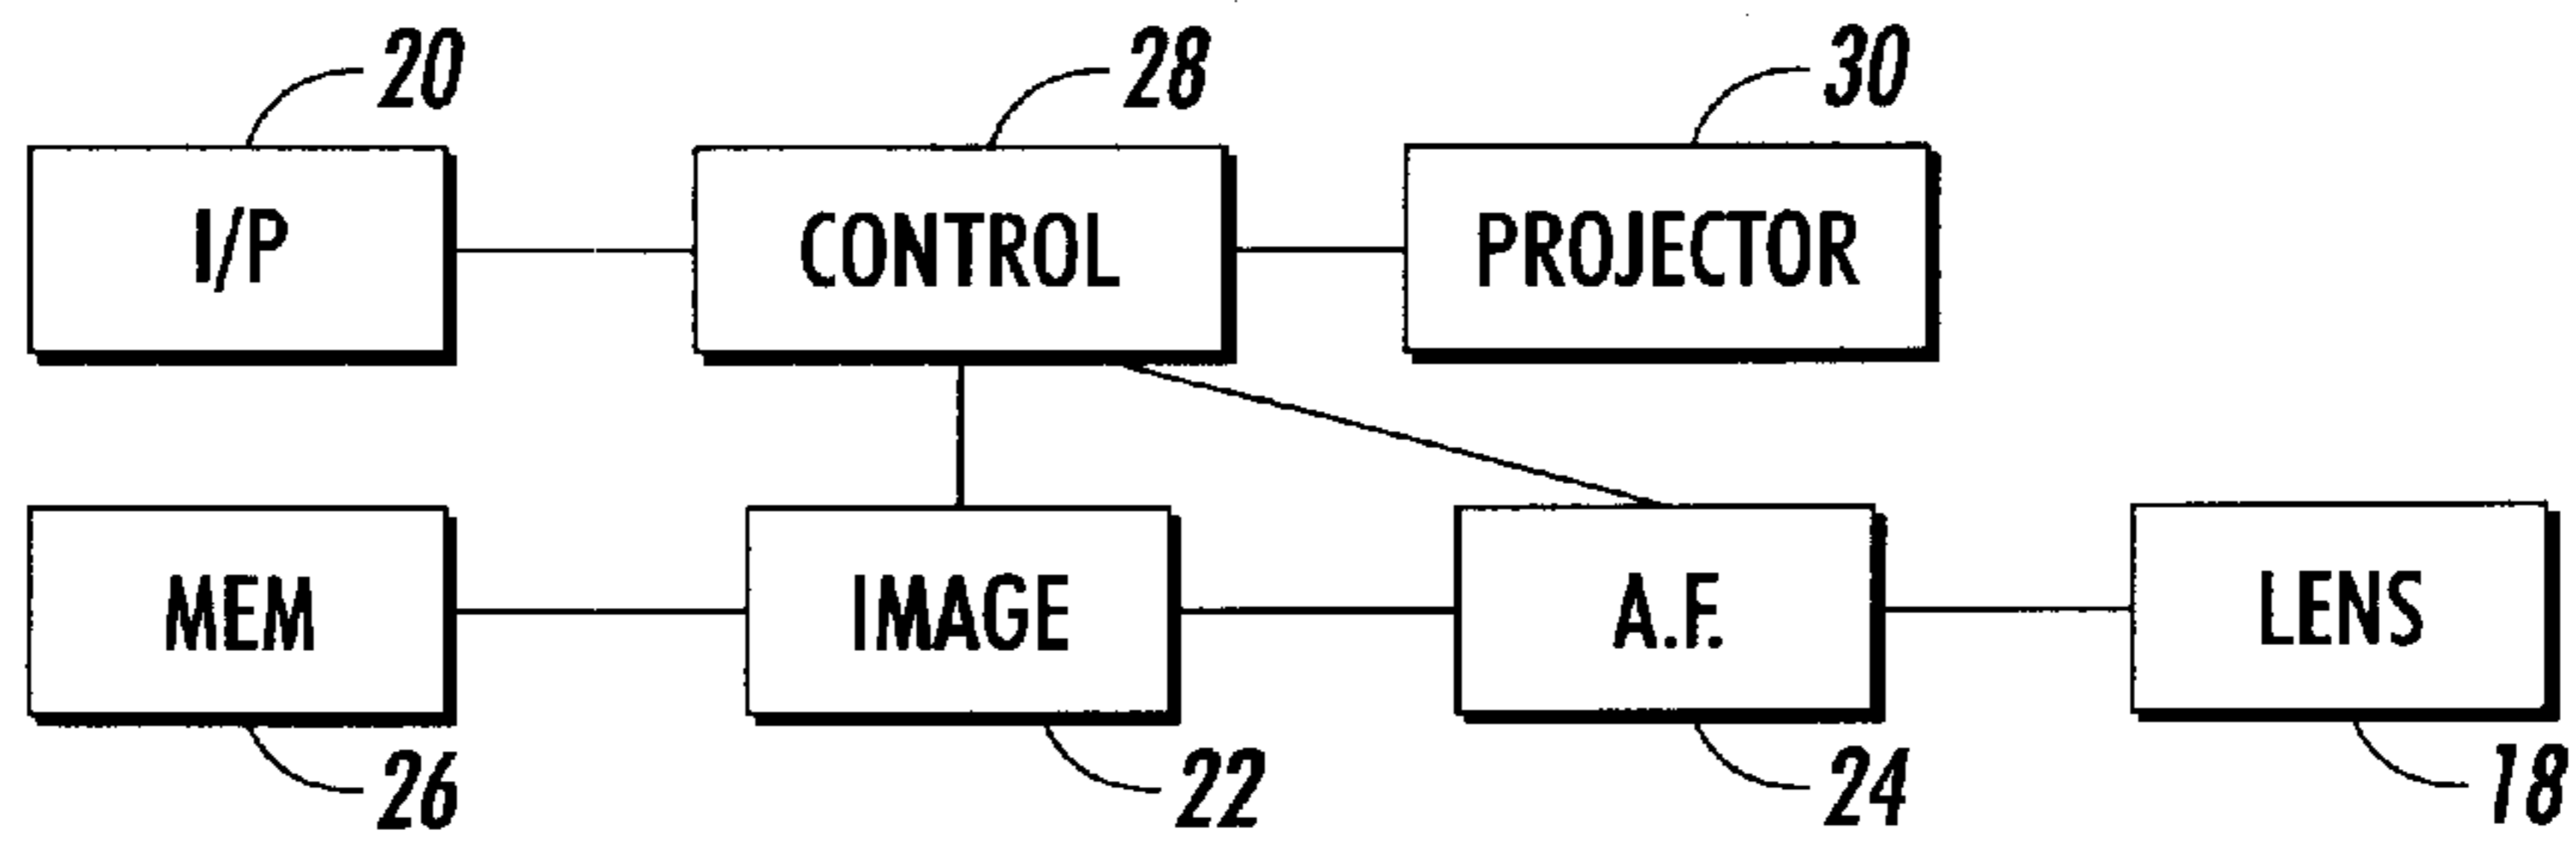 20 28 30
I/P CONTROL PROJECTOR
MEM IMAGE A.F. LENS
26 22 24 18